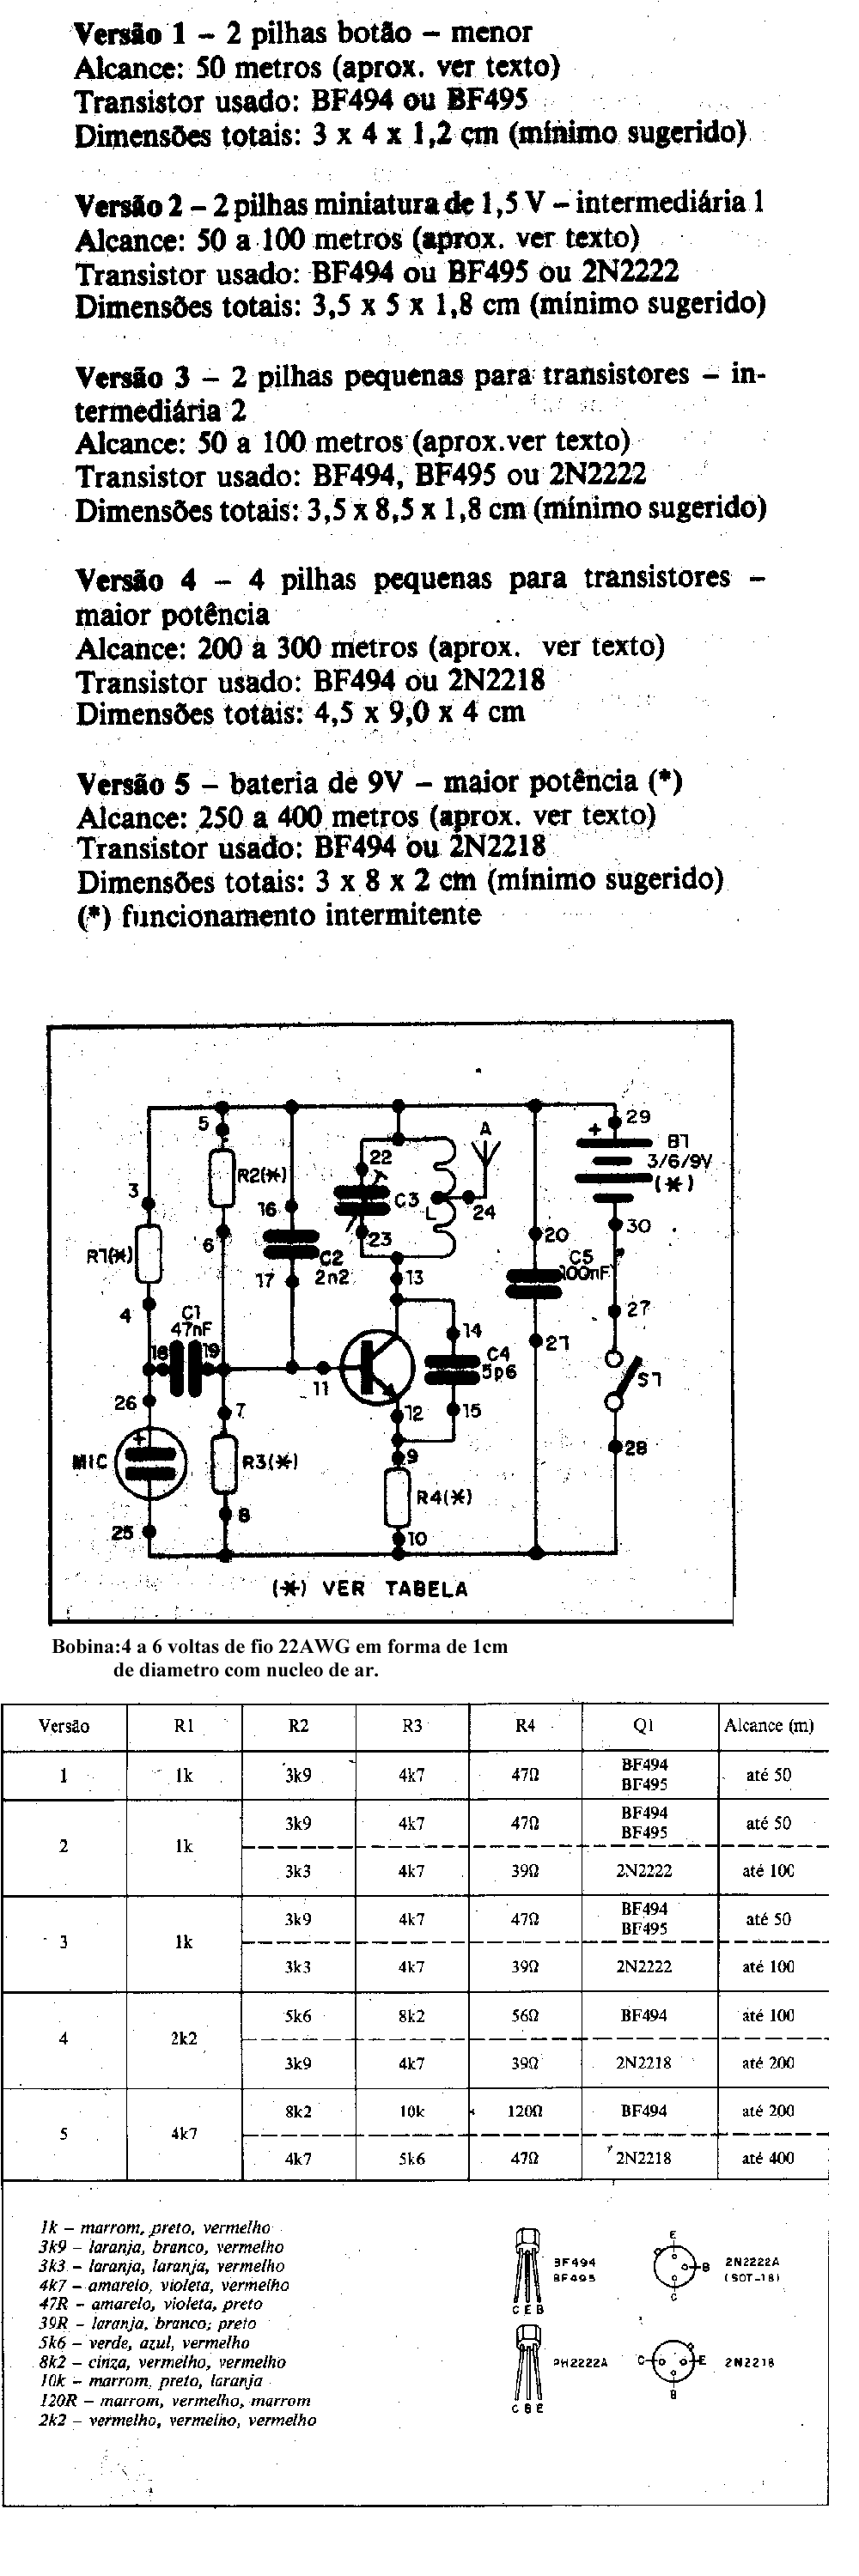 Versão 1 – 2 pilhas botão – menor
Alcance: 50 metros (aprox. ver texto)
Transistor usado: BF494 ou BF495
Dimensões totais: 3 x 4 x 1,2 cm (mínimo sugerido)
Versão 2 – 2 pilhas miniatura de 1,5 V – intermediária 1
Alcance: 50 a 100 metros (aprox. ver texto)
Transistor usado: BF494 ou BF495 ou 2N2222
Dimensões totais: 3,5 x 5 x 1,8 cm (mínimo sugerido)
Versão 3 – 2 pilhas pequenas para transistores – in-
termediária 2
Alcance: 50 a 100 metros (aprox.ver texto)
Transistor usado: BF494, BF495 ou 2N2222
Dimensões totais: 3,5 x 8,5 x 1,8 cm (mínimo sugerido)
Versão 4 – 4 pilhas pequenas para transistores –
maior potência
Alcance: 200 a 300 metros (aprox. ver texto)
Transistor usado: BF494 ou 2N2218
Dimensões totais: 4,5 x 9,0 x 4 cm
Versão 5 – bateria de 9V – maior potência (*)
Alcance: 250 a 400 metros (aprox. ver texto)
Transistor usado: BF494 ou 2N2218
Dimensões totais: 3 x 8 x 2 cm (mínimo sugerido)
(*) funcionamento intermitente
5
29
+
B1
3/6/9V
(*)
A
22
3
R2(*)
C3
16
L
24
6
23
20
30
R1(*)
C2
2n2
C5
100nF
17
13
27
4
C1
47nF
14
21
18
19
C4
5p6
S1
11
26
7
12
15
28
+
MIC
R3(*)
9
R4(*)
8
25
10
(*) VER TABELA
Bobina:4 a 6 voltas de fio 22AWG em forma de 1cm
de diametro com nucleo de ar.
Versão R1 R2 R3 R4 Q1 Alcance (m)
1 1k 3k9 4k7 47Ω BF494 BF495 até 50
2 1k 3k9 4k7 47Ω BF494 BF495 até 50
3k3 4k7 39Ω 2N2222 até 100
3 1k 3k9 4k7 47Ω BF494 BF495 até 50
3k3 4k7 39Ω 2N2222 até 100
4 2k2 5k6 8k2 56Ω BF494 até 100
3k9 4k7 39Ω 2N2218 até 200
5 4k7 8k2 10k 120Ω BF494 até 200
4k7 5k6 47Ω 2N2218 até 400
1k – marrom, preto, vermelho
3k9 – laranja, branco, vermelho
3k3 – laranja, laranja, vermelho
4k7 – amarelo, violeta, vermelho
47R – amarelo, violeta, preto
39R – laranja, branco; preto
5k6 – verde, azul, vermelho
8k2 – cinza, vermelho, vermelho
10k – marrom, preto, laranja
120R – marrom, vermelho, marrom
2k2 – vermelho, vermelho, vermelho
BF494
BF495
C E B
E
B
C
2N2222A
(SOT-18)
PH2222A
C B E
C
E
B
2N2218